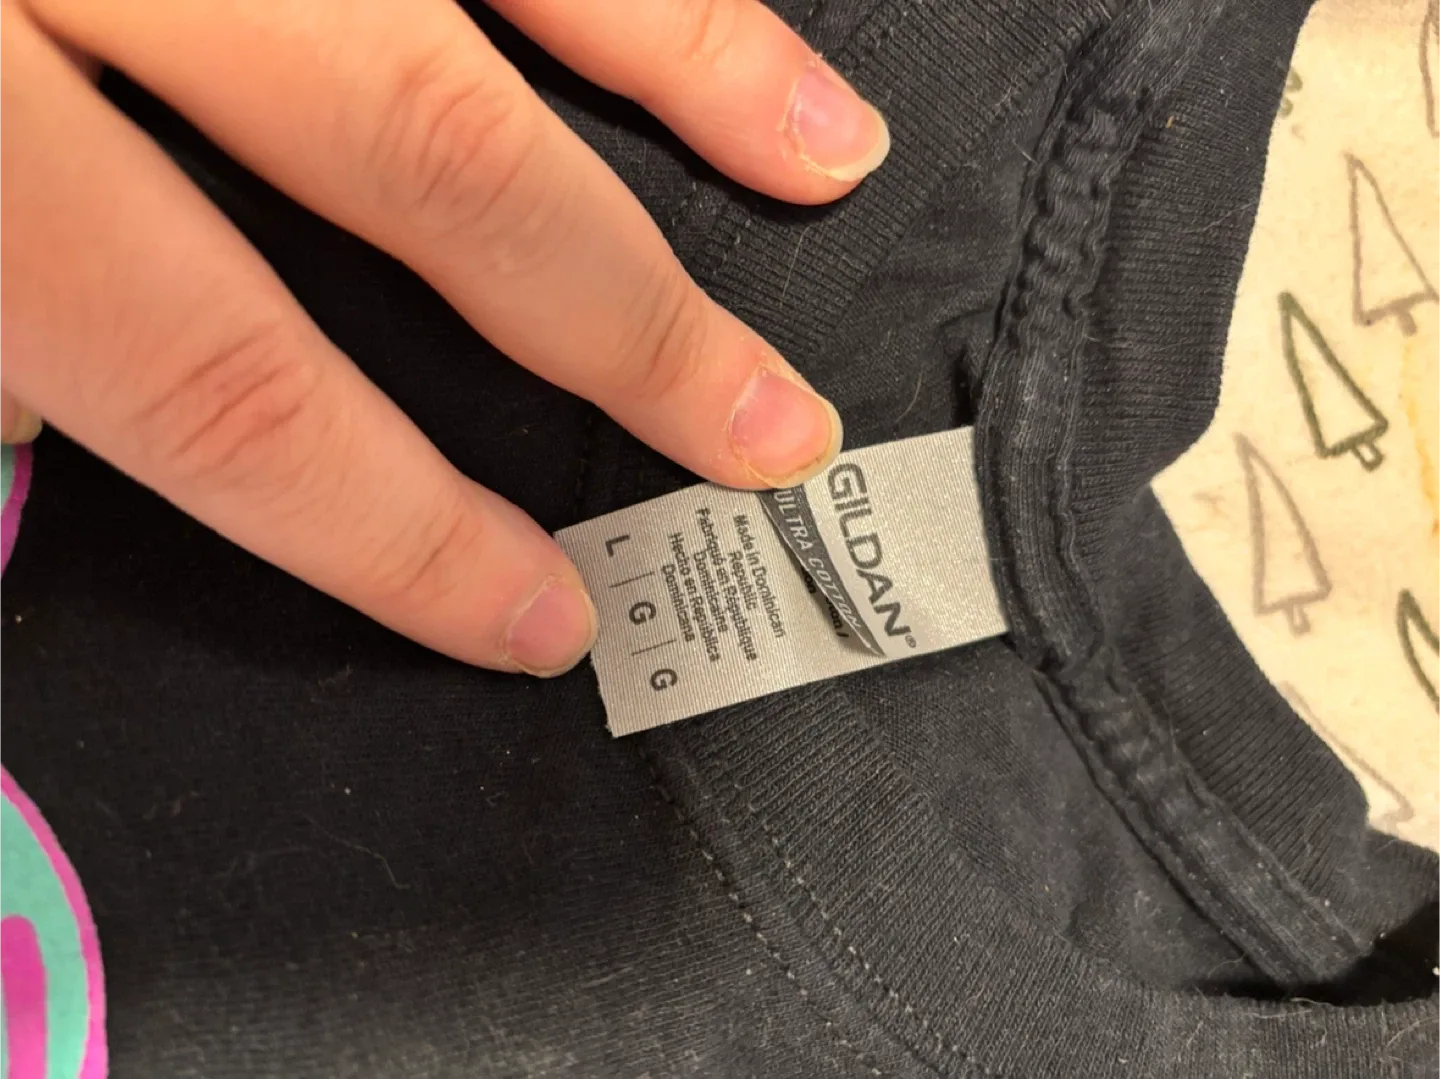 GILDAN®
ULTRA COTTON
Made in Dominican
Republic
Fabriqué en République
Dominicaine
Hecho en República
Dominicana
L | G | G